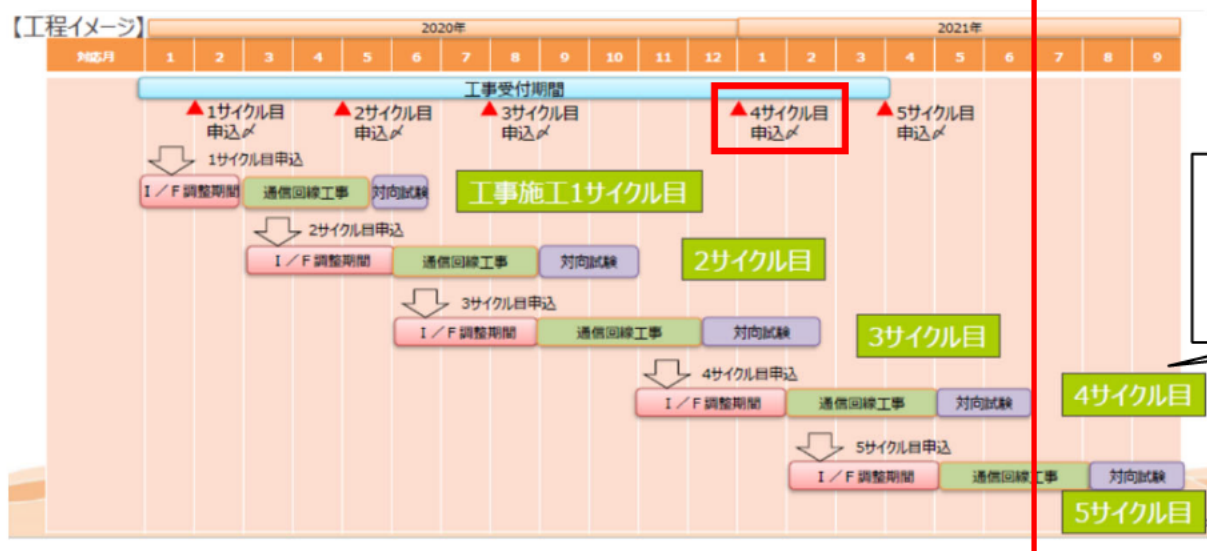 【工程イメージ】
2020年 2021年
対応月 1 2 3 4 5 6 7 8 9 10 11 12 1 2 3 4 5 6 7 8 9
工事受付期間
▲1サイクル目 ▲2サイクル目 ▲3サイクル目 ▲4サイクル目 ▲5サイクル目
申込〆 申込〆 申込〆 申込〆 申込〆
1サイクル目申込
I/F調整期間 通信回線工事 対向試験 工事施工1サイクル目
2サイクル目申込
I/F調整期間 通信回線工事 対向試験 2サイクル目
3サイクル目申込
I/F調整期間 通信回線工事 対向試験 3サイクル目
4サイクル目申込
I/F調整期間 通信回線工事 対向試験 4サイクル目
5サイクル目申込
I/F調整期間 通信回線工事 対向試験
5サイクル目